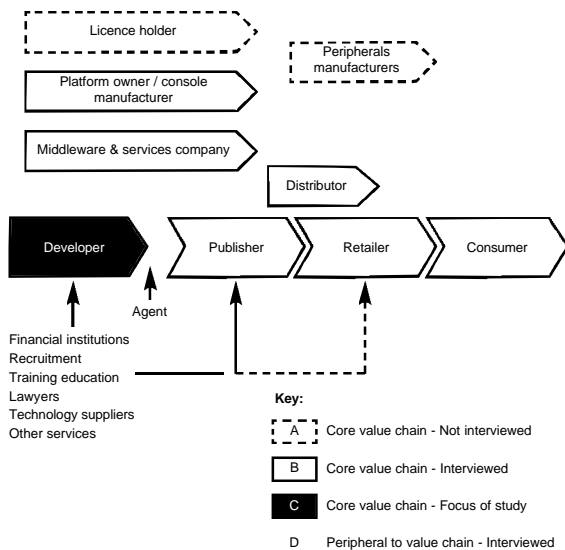 Licence holder
Peripherals
manufacturers
Platform owner / console
manufacturer
Middleware & services company
Distributor
Developer
Publisher
Retailer
Consumer
Agent
Financial institutions
Recruitment
Training education
Lawyers
Technology suppliers
Other services
Key:
A Core value chain - Not interviewed
B Core value chain - Interviewed
C Core value chain - Focus of study
D Peripheral to value chain - Interviewed